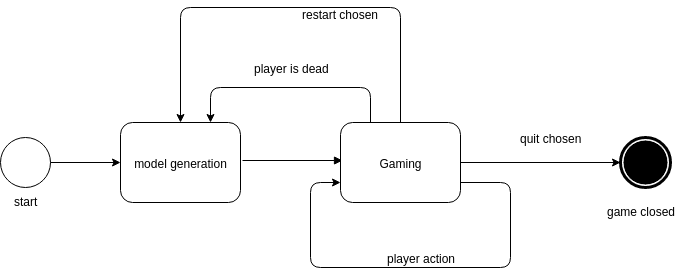 restart chosen
player is dead
quit chosen
model generation
Gaming
start
game closed
player action